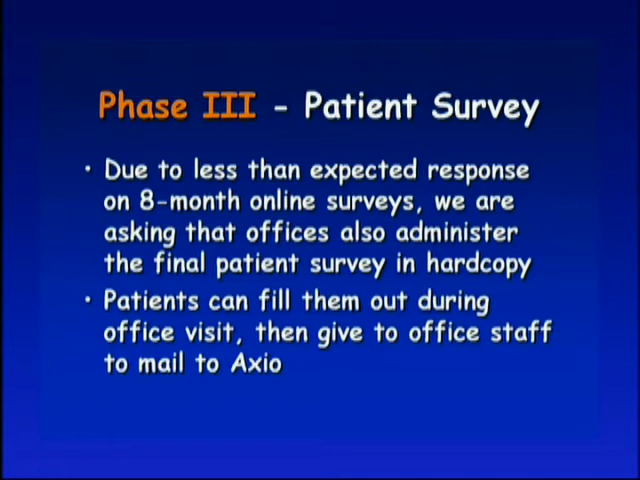 Phase III - Patient Survey
• Due to less than expected response
on 8-month online surveys, we are
asking that offices also administer
the final patient survey in hardcopy
• Patients can fill them out during
office visit, then give to office staff
to mail to Axio